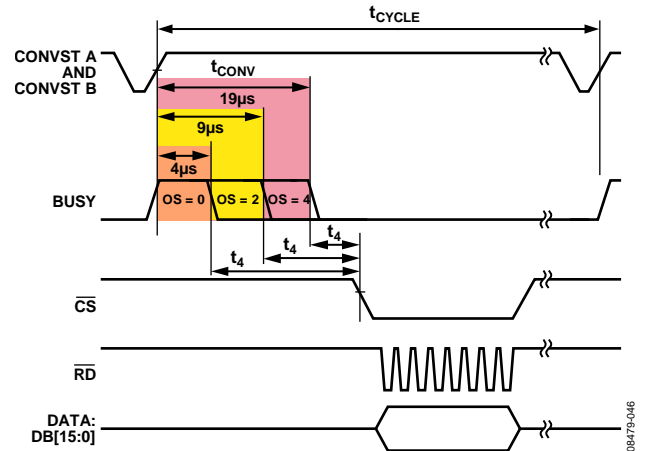 tCYCLE
CONVST A
AND
CONVST B
tCONV
19µs
9µs
4µs
BUSY
OS = 0
OS = 2
OS = 4
t4
t4
t4
CS
RD
DATA:
DB[15:0]
08479-046